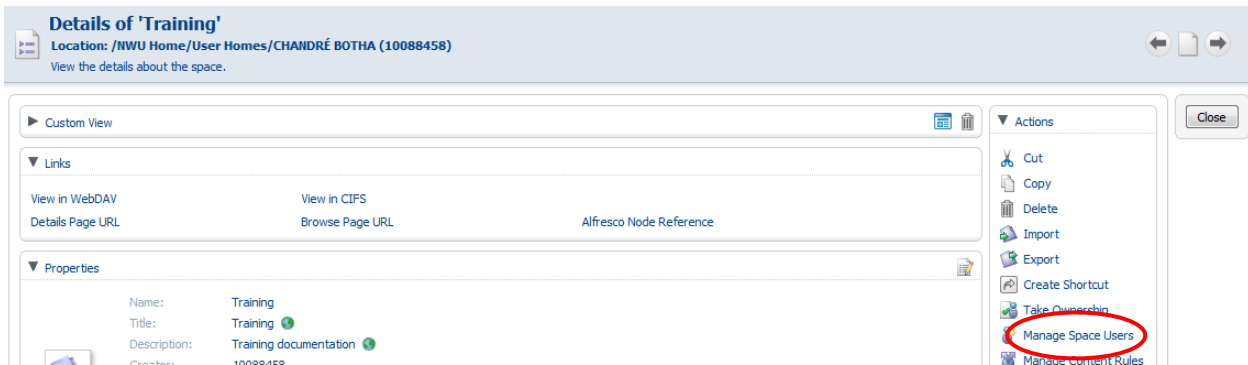 Details of 'Training'
Location: /NWU Home/User Homes/CHANDRÉ BOTHA (10088458)
View the details about the space.
Close
Custom View
Links
View in WebDAV
View in CIFS
Details Page URL
Browse Page URL
Alfresco Node Reference
Properties
Name: Training
Title: Training
Description: Training documentation
Creator: 10088458
Actions
Cut
Copy
Delete
Import
Export
Create Shortcut
Take Ownership
Manage Space Users
Manage Content Rules